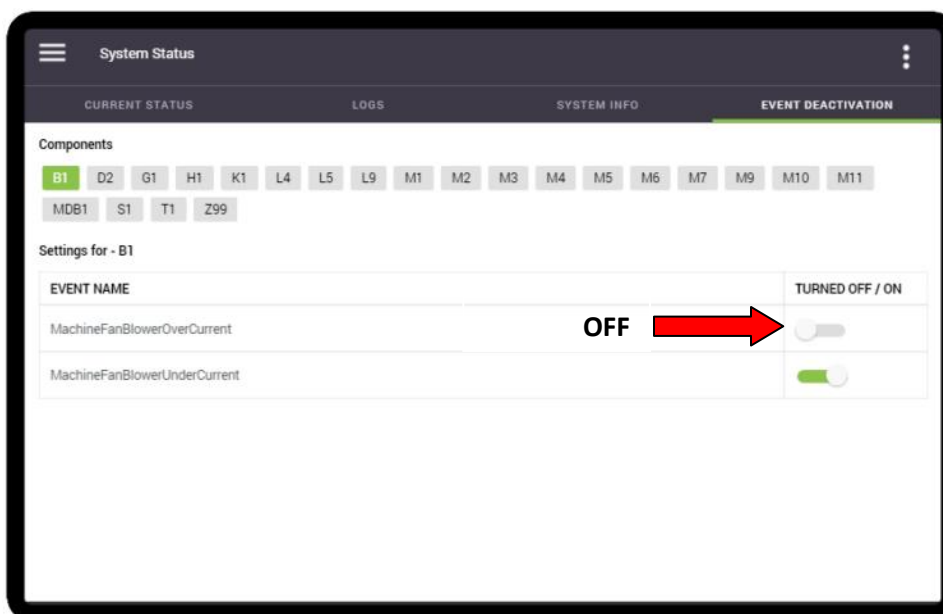 System Status
CURRENT STATUS LOGS SYSTEM INFO EVENT DEACTIVATION
Components
B1 D2 G1 H1 K1 L4 L5 L9 M1 M2 M3 M4 M5 M6 M7 M9 M10 M11
MDB1 S1 T1 Z99
Settings for - B1
EVENT NAME TURNED OFF / ON
MachineFanBlowerOverCurrent OFF
MachineFanBlowerUnderCurrent